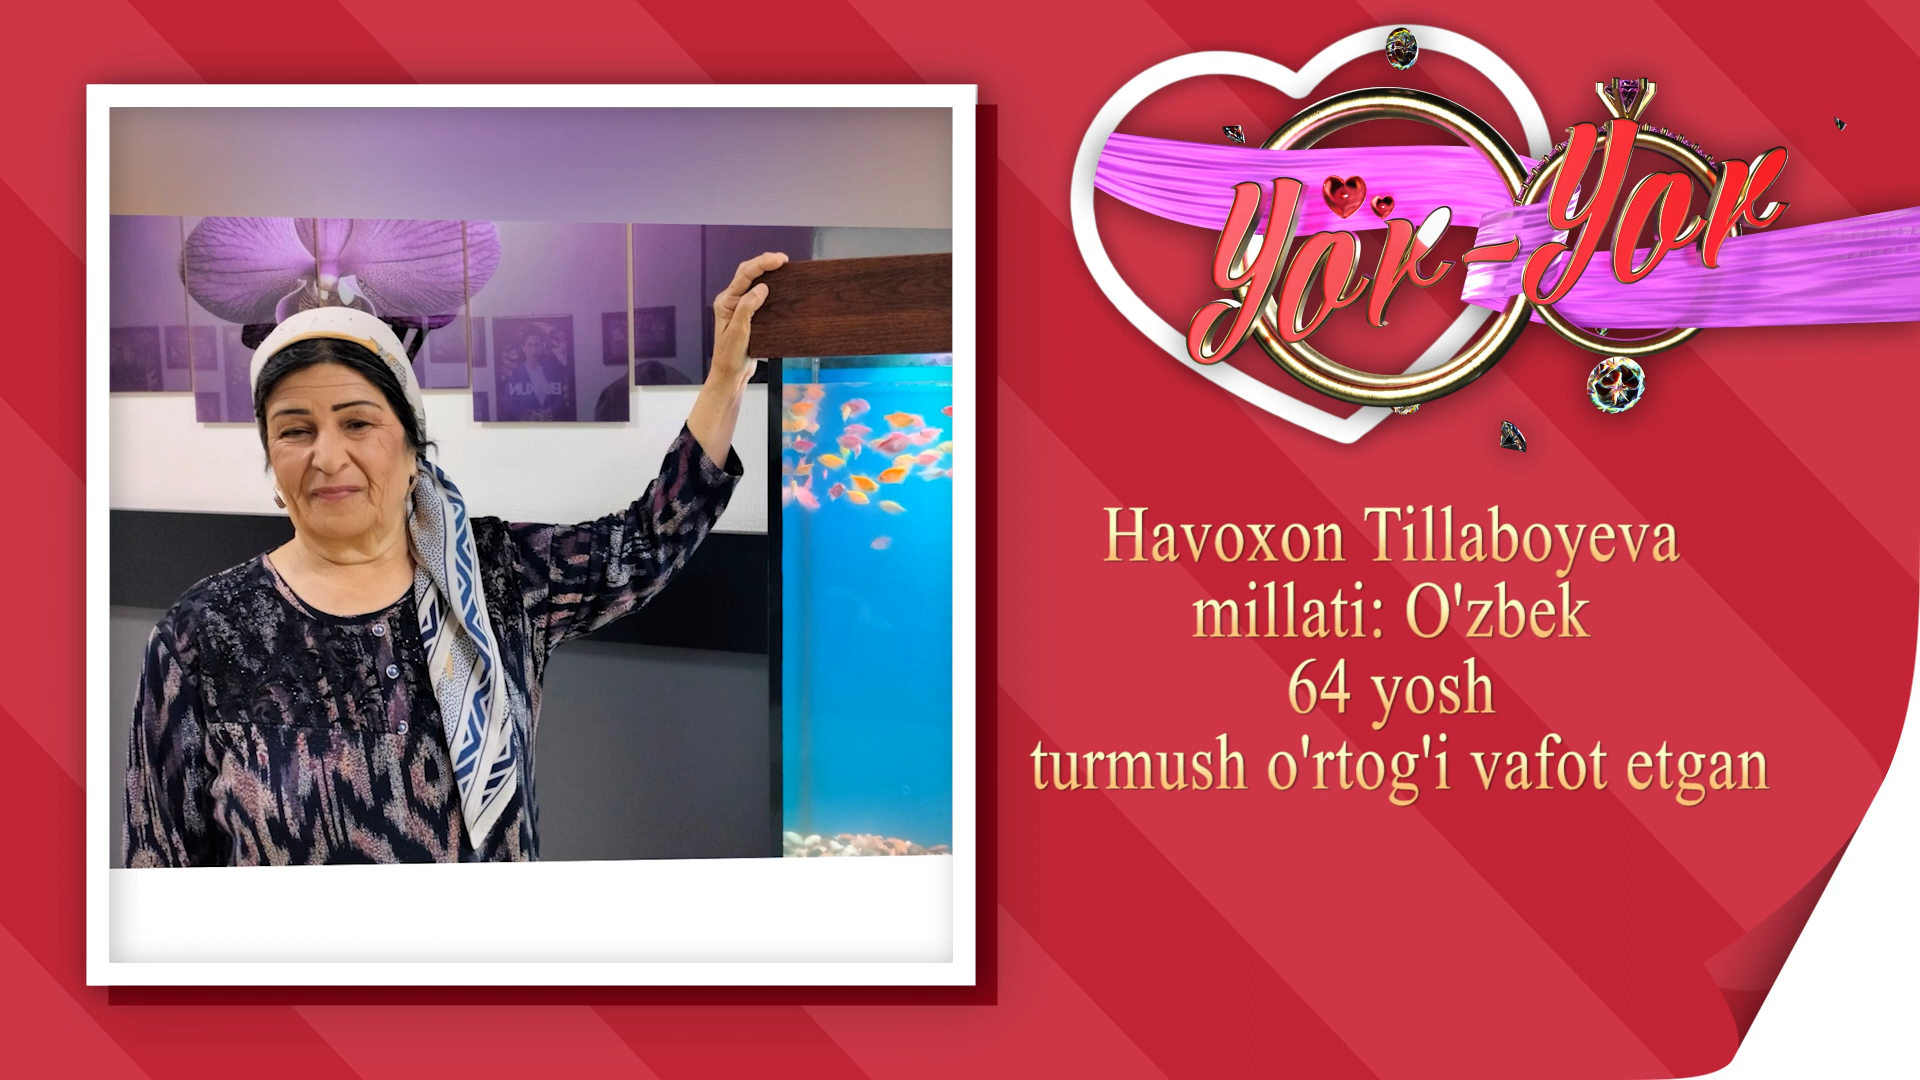 Yor-Yor
Havoxon Tillaboyeva
millati: O'zbek
64 yosh
turmush o'rtog'i vafot etgan